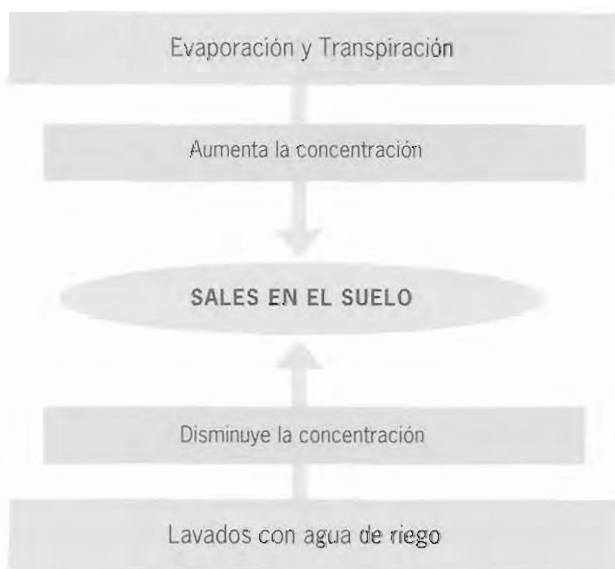 Evaporación y Transpiración
Aumenta la concentración
SALES EN EL SUELO
Disminuye la concentración
Lavados con agua de riego